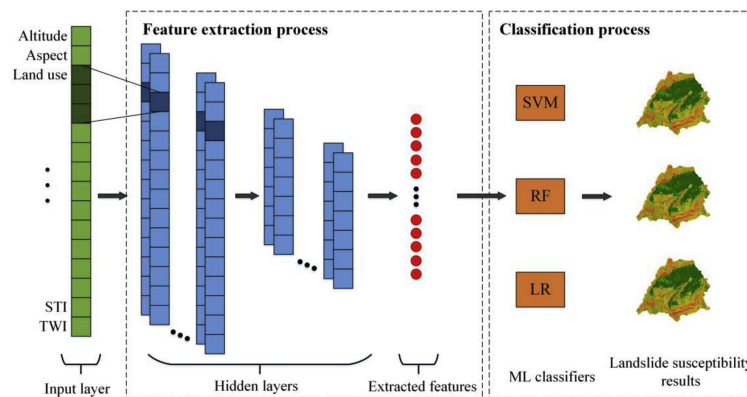 Feature extraction process
Classification process
Altitude
Aspect
Land use
STI
TWI
SVM
RF
LR
Input layer
Hidden layers
Extracted features
ML classifiers
Landslide susceptibility
results